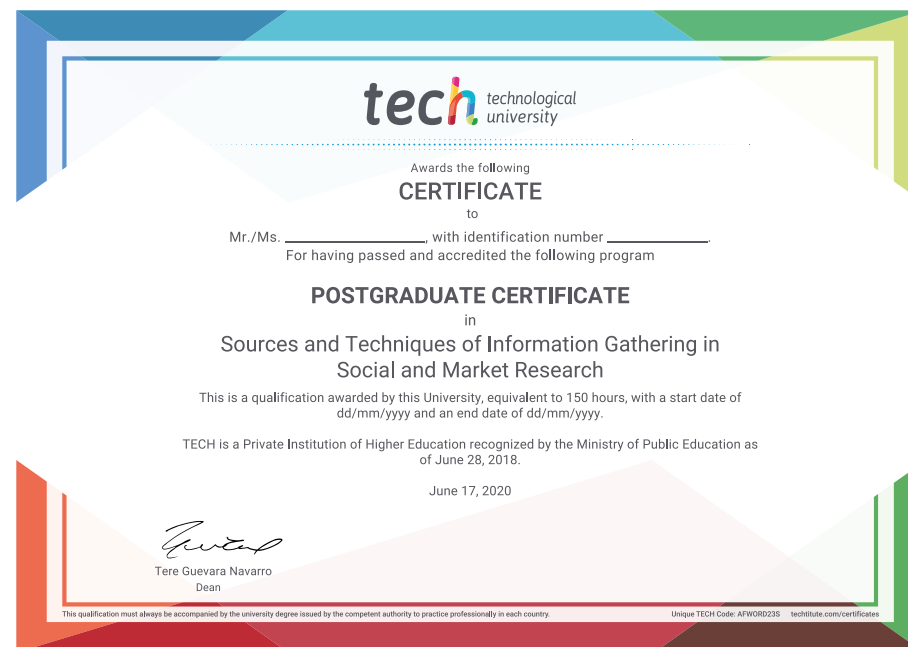 tech technological
university
Awards the following
CERTIFICATE
to
Mr./Ms. ________________, with identification number ______________.
For having passed and accredited the following program
POSTGRADUATE CERTIFICATE
in
Sources and Techniques of Information Gathering in
Social and Market Research
This is a qualification awarded by this University, equivalent to 150 hours, with a start date of
dd/mm/yyyy and an end date of dd/mm/yyyy.
TECH is a Private Institution of Higher Education recognized by the Ministry of Public Education as
of June 28, 2018.
June 17, 2020
Tere Guevara Navarro
Dean
This qualification must always be accompanied by the university degree issued by the competent authority to practice professionally in each country. Unique TECH Code: AFWORD23S techtitute.com/certificates